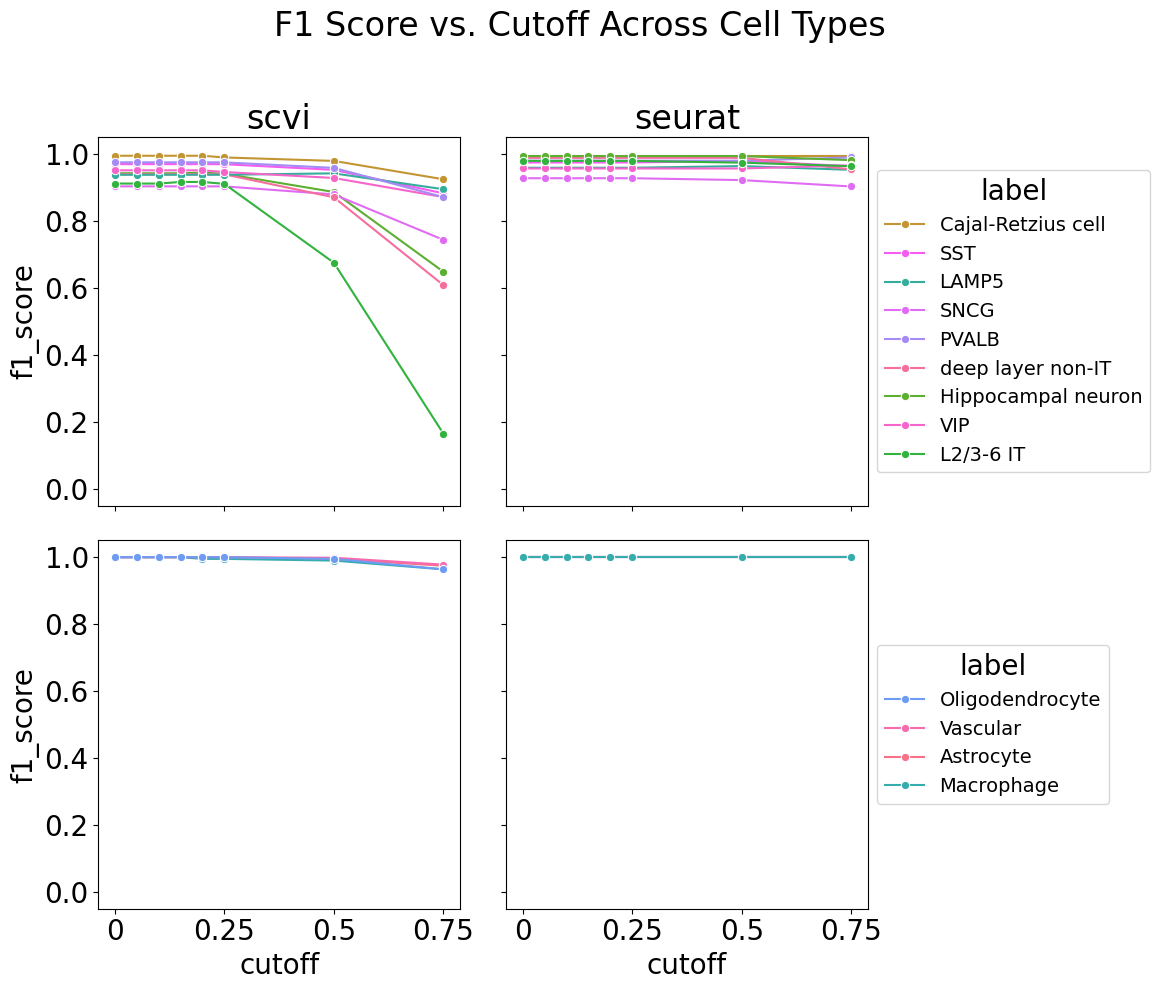 F1 Score vs. Cutoff Across Cell Types
scvi
seurat
1.0
0.8
0.6
0.4
0.2
0.0
f1_score
label
Cajal-Retzius cell
SST
LAMP5
SNCG
PVALB
deep layer non-IT
Hippocampal neuron
VIP
L2/3-6 IT
1.0
0.8
0.6
0.4
0.2
0.0
f1_score
label
Oligodendrocyte
Vascular
Astrocyte
Macrophage
0 0.25 0.5 0.75
cutoff
0 0.25 0.5 0.75
cutoff